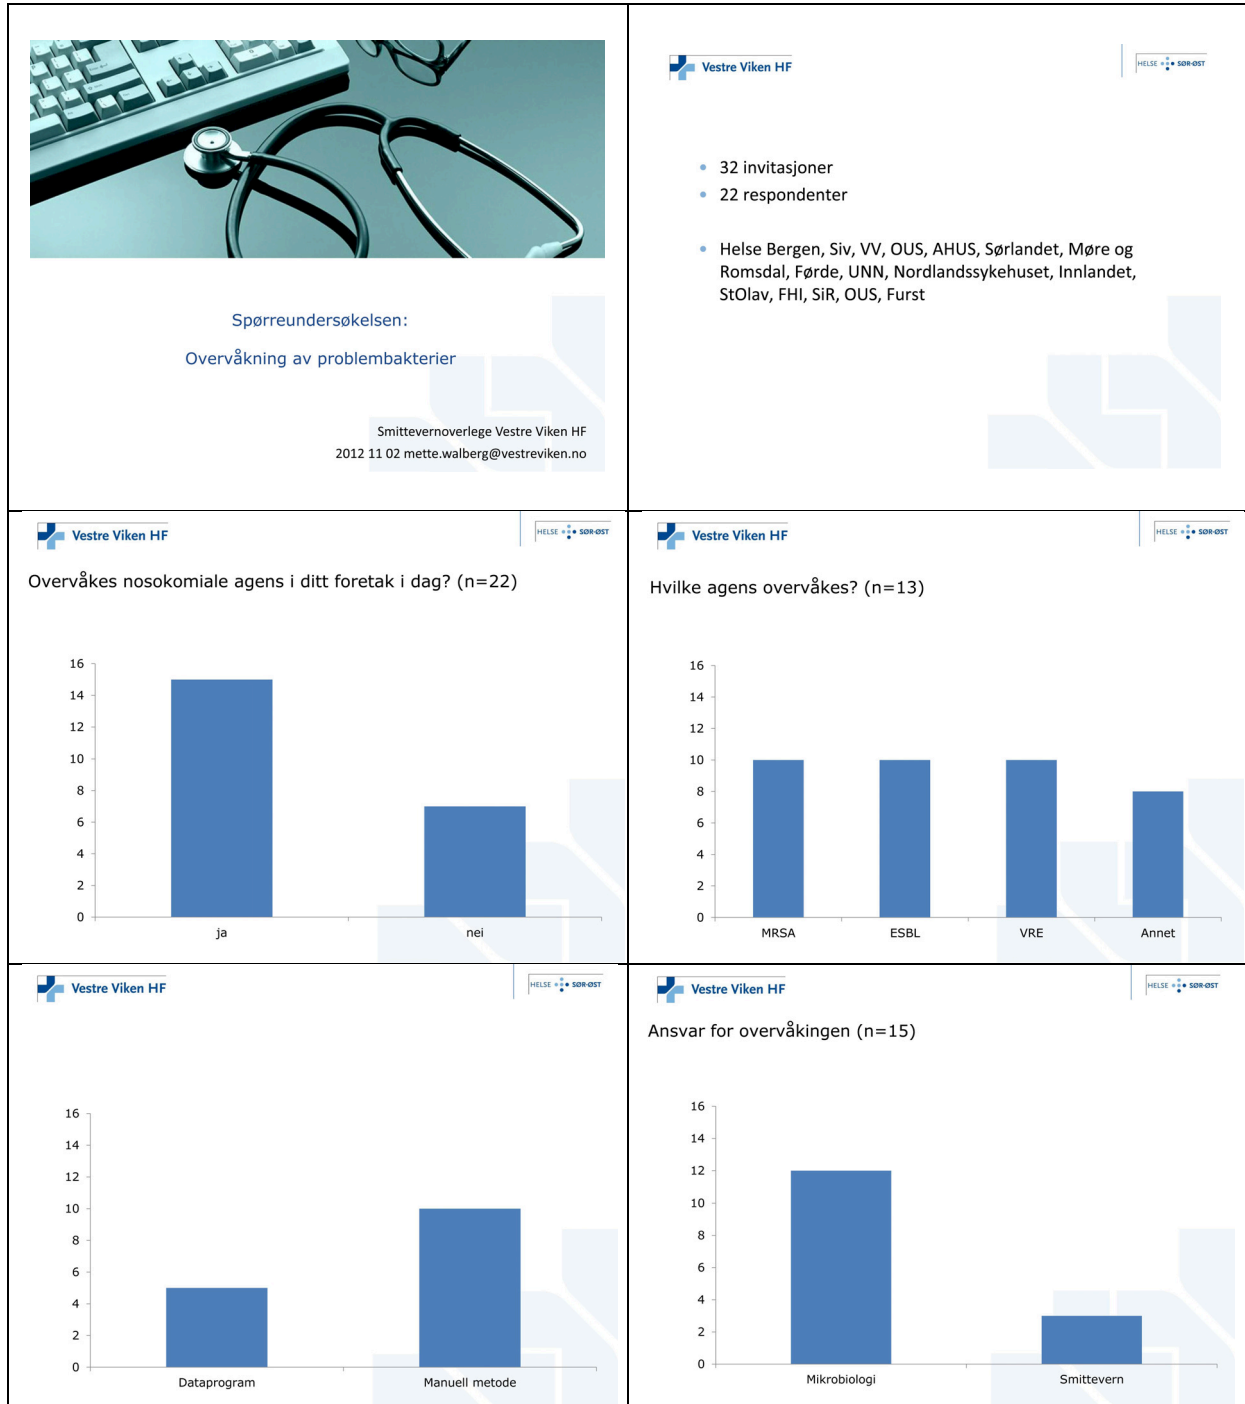 Spørreundersøkelsen:
Overvåkning av problembakterier
Smittevernoverlege Vestre Viken HF
2012 11 02 mette.walberg@vestreviken.no
Vestre Viken HF
HELSE SØR-ØST
• 32 invitasjoner
• 22 respondenter
• Helse Bergen, Siv, VV, OUS, AHUS, Sørlandet, Møre og
Romsdal, Førde, UNN, Nordlandssykehuset, Innlandet,
StOlav, FHI, SiR, OUS, Furst
Vestre Viken HF
HELSE SØR-ØST
Overvåkes nosokomiale agens i ditt foretak i dag? (n=22)
16
14
12
10
8
6
4
2
0
ja nei
Vestre Viken HF
HELSE SØR-ØST
Hvilke agens overvåkes? (n=13)
16
14
12
10
8
6
4
2
0
MRSA ESBL VRE Annet
Vestre Viken HF
HELSE SØR-ØST
16
14
12
10
8
6
4
2
0
Dataprogram Manuell metode
Vestre Viken HF
HELSE SØR-ØST
Ansvar for overvåkingen (n=15)
16
14
12
10
8
6
4
2
0
Mikrobiologi Smittevern